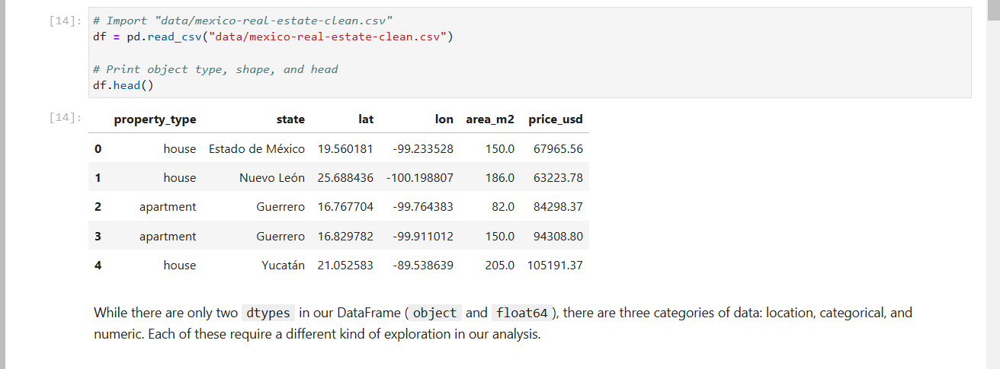 [14]: # Import "data/mexico-real-estate-clean.csv"
df = pd.read_csv("data/mexico-real-estate-clean.csv")
# Print object type, shape, and head
df.head()
[14]: property_type state lat lon area_m2 price_usd
0 house Estado de México 19.560181 -99.233528 150.0 67965.56
1 house Nuevo León 25.688436 -100.198807 186.0 63223.78
2 apartment Guerrero 16.767704 -99.764383 82.0 84298.37
3 apartment Guerrero 16.829782 -99.911012 150.0 94308.80
4 house Yucatán 21.052583 -89.538639 205.0 105191.37
While there are only two dtypes in our DataFrame (object and float64), there are three categories of data: location, categorical, and
numeric. Each of these require a different kind of exploration in our analysis.